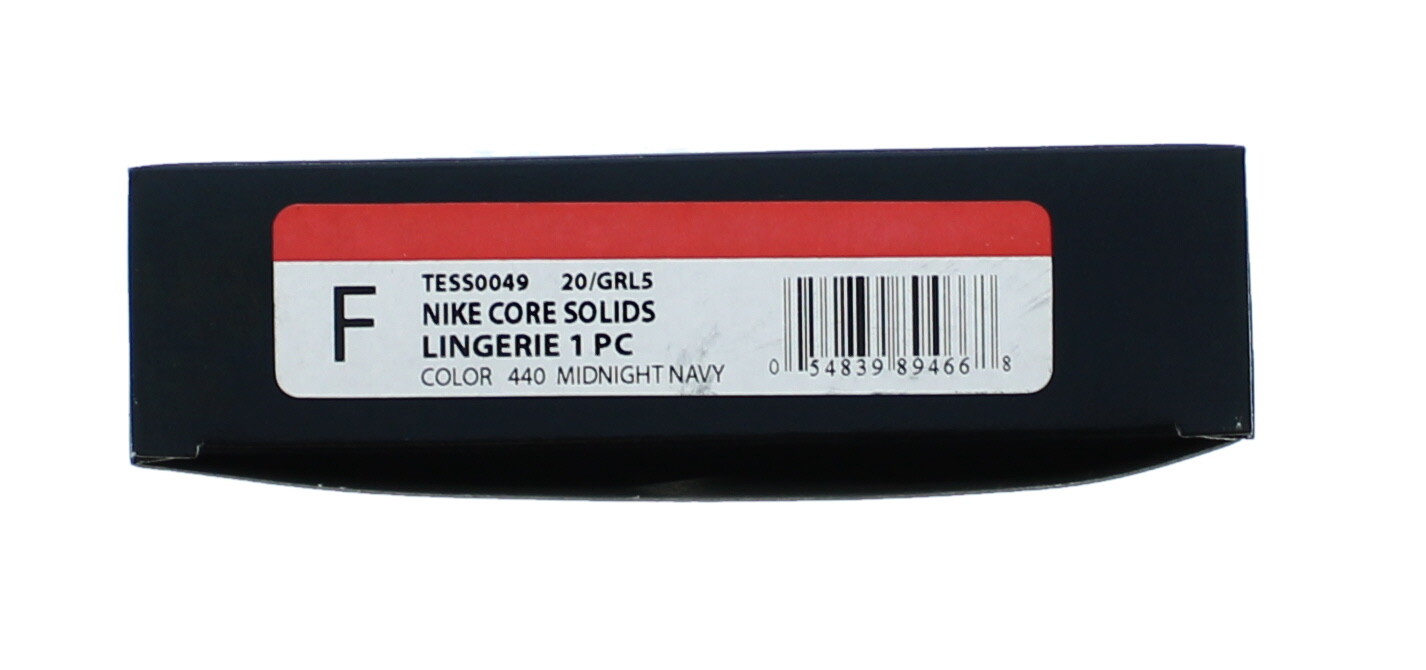 F
TESS0049 20/GRL5
NIKE CORE SOLIDS
LINGERIE 1 PC
COLOR 440 MIDNIGHT NAVY
0 54839 89466 8